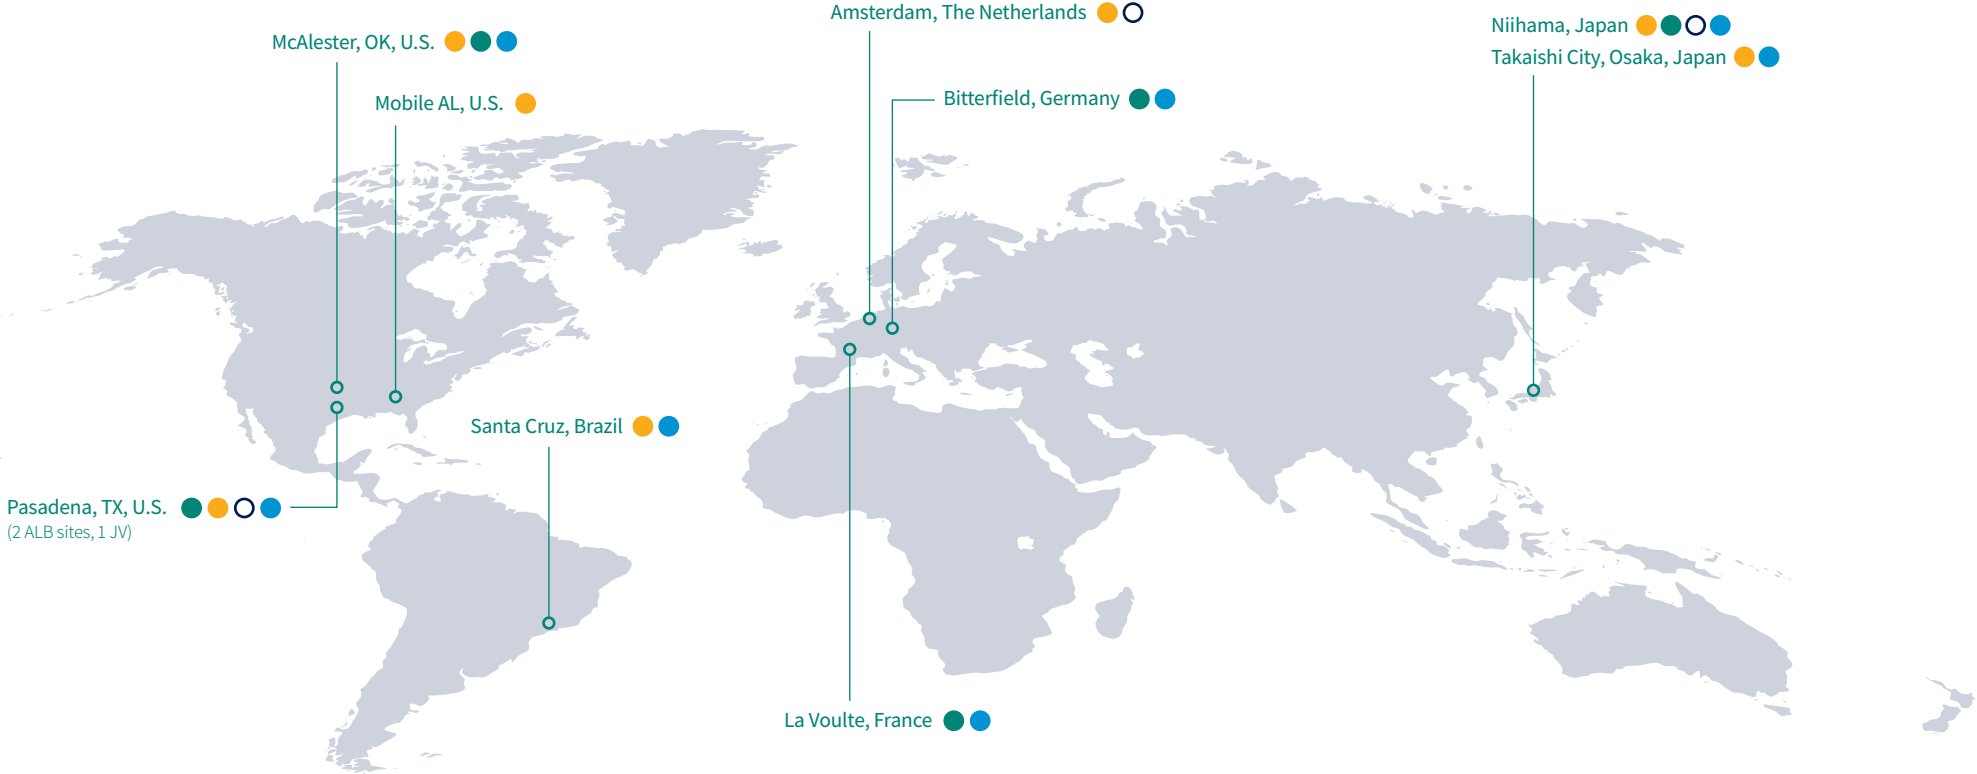 Amsterdam, The Netherlands
Niihama, Japan
Takaishi City, Osaka, Japan
McAlester, OK, U.S.
Mobile AL, U.S.
Bitterfield, Germany
Santa Cruz, Brazil
Pasadena, TX, U.S.
(2 ALB sites, 1 JV)
La Voulte, France